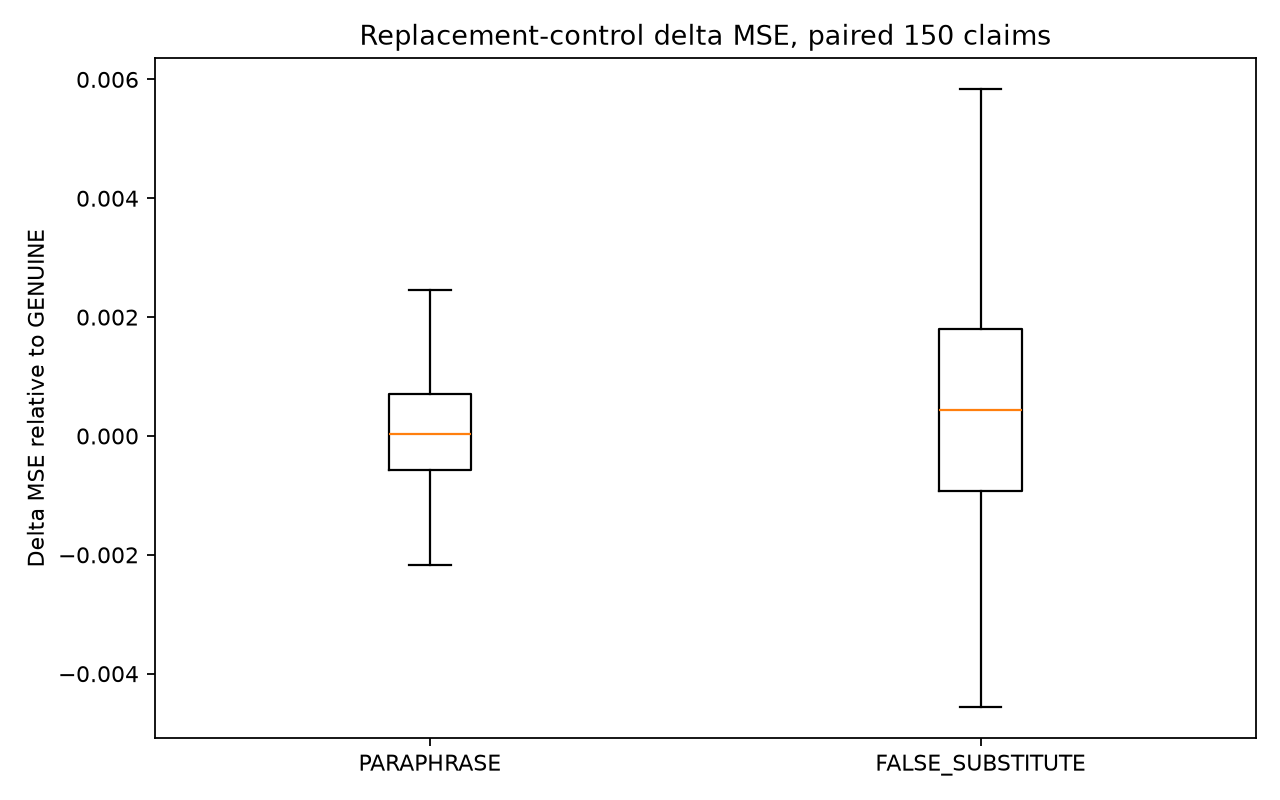 Replacement-control delta MSE, paired 150 claims
Delta MSE relative to GENUINE
0.006
0.004
0.002
0.000
−0.002
−0.004
PARAPHRASE
FALSE_SUBSTITUTE